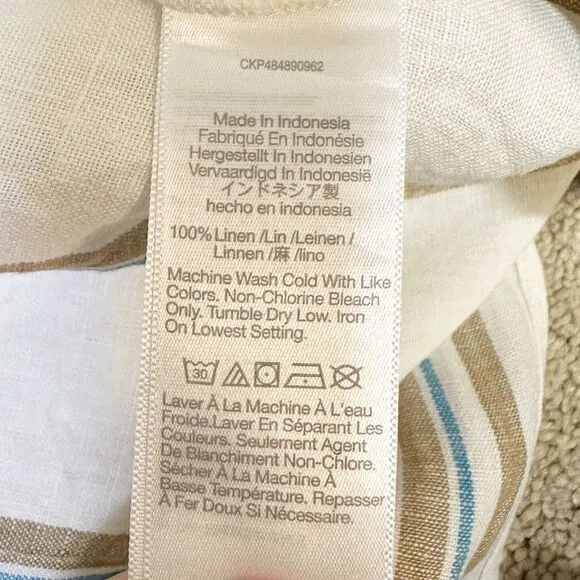 CKP484890962
Made In Indonesia
Fabriqué En Indonésie
Hergestellt In Indonesien
Vervaardigd In Indonesië
インドネシア製
hecho en indonesia
100% Linen /Lin /Leinen /
Linnen /麻 /lino
Machine Wash Cold With Like
Colors. Non-Chlorine Bleach
Only. Tumble Dry Low. Iron
On Lowest Setting.
30
Laver À La Machine À L'eau
Froide.Laver En Séparant Les
Couleurs. Seulement Agent
De Blanchiment Non-Chlore.
Sécher À La Machine À
Basse Température. Repasser
À Fer Doux Si Nécessaire.